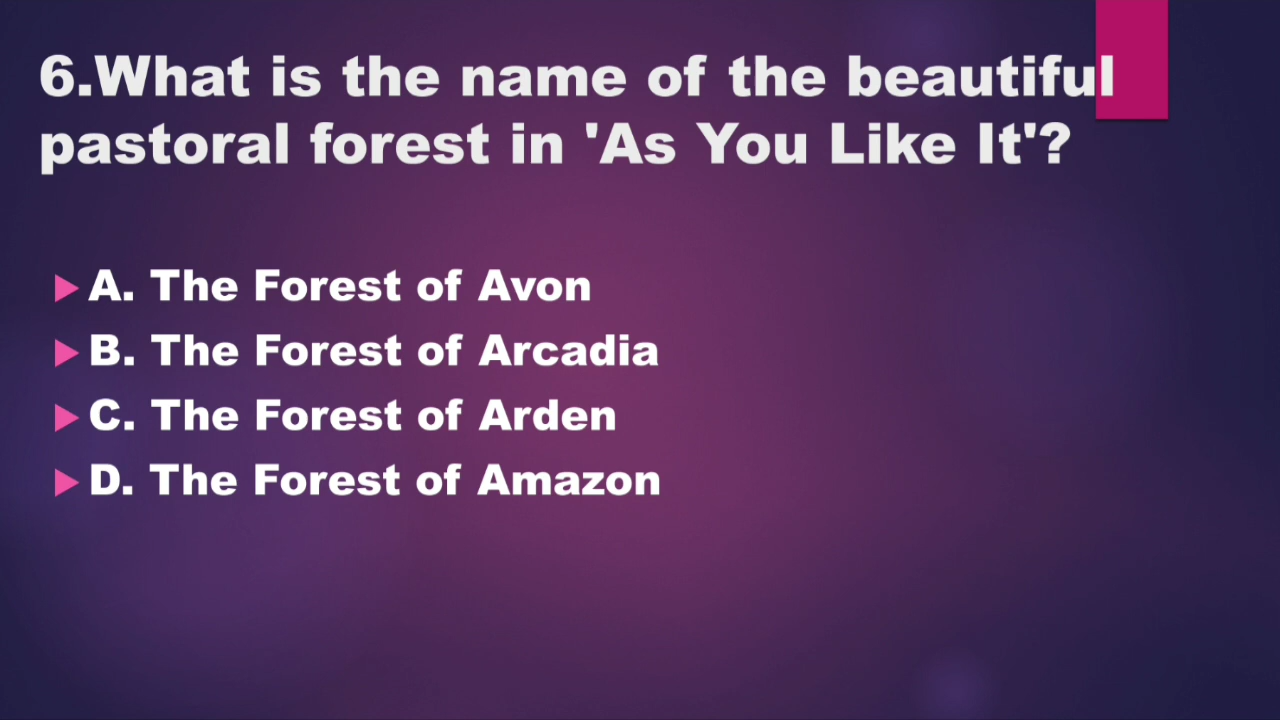 6.What is the name of the beautiful
pastoral forest in 'As You Like It'?
A. The Forest of Avon
B. The Forest of Arcadia
C. The Forest of Arden
D. The Forest of Amazon